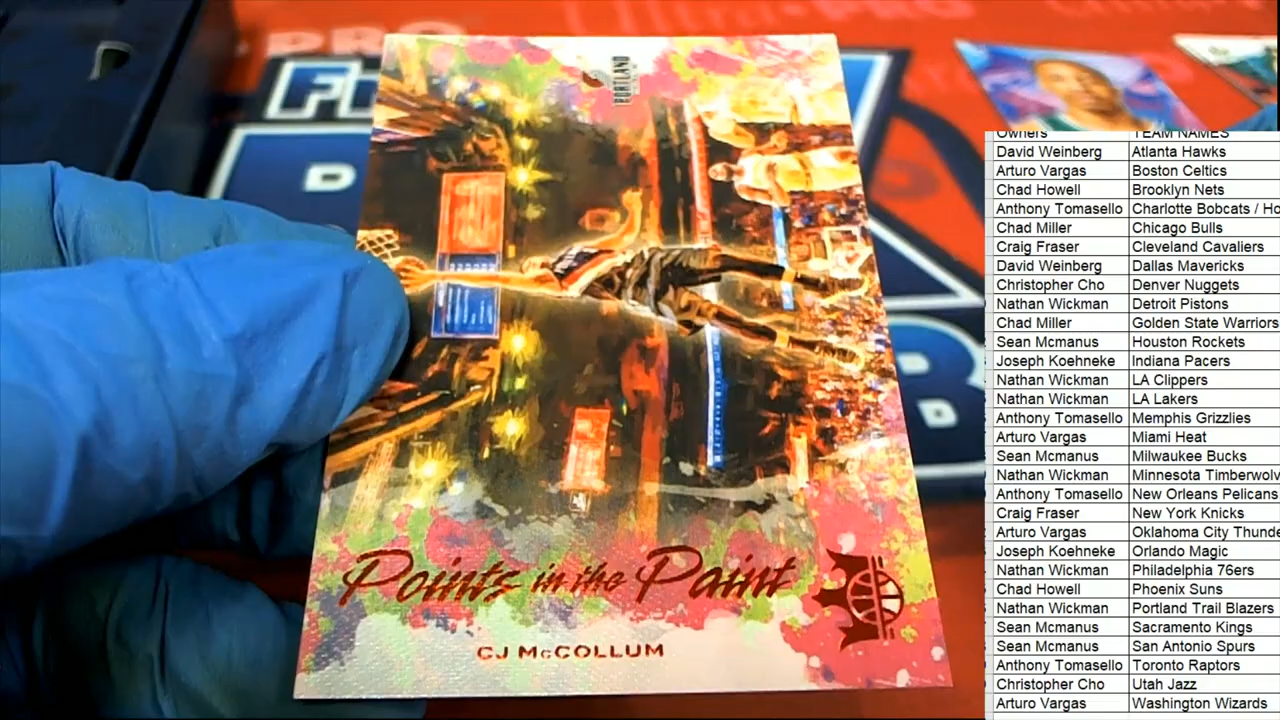 PRO
PORTLAND
Points in the Paint
CJ McCOLLUM
Owners TEAM NAMES
David Weinberg Atlanta Hawks
Arturo Vargas Boston Celtics
Chad Howell Brooklyn Nets
Anthony Tomasello Charlotte Bobcats / Ho
Chad Miller Chicago Bulls
Craig Fraser Cleveland Cavaliers
David Weinberg Dallas Mavericks
Christopher Cho Denver Nuggets
Nathan Wickman Detroit Pistons
Chad Miller Golden State Warriors
Sean Mcmanus Houston Rockets
Joseph Koehneke Indiana Pacers
Nathan Wickman LA Clippers
Nathan Wickman LA Lakers
Anthony Tomasello Memphis Grizzlies
Arturo Vargas Miami Heat
Sean Mcmanus Milwaukee Bucks
Nathan Wickman Minnesota Timberwolv
Anthony Tomasello New Orleans Pelicans
Craig Fraser New York Knicks
Arturo Vargas Oklahoma City Thunde
Joseph Koehneke Orlando Magic
Nathan Wickman Philadelphia 76ers
Chad Howell Phoenix Suns
Nathan Wickman Portland Trail Blazers
Sean Mcmanus Sacramento Kings
Sean Mcmanus San Antonio Spurs
Anthony Tomasello Toronto Raptors
Christopher Cho Utah Jazz
Arturo Vargas Washington Wizards